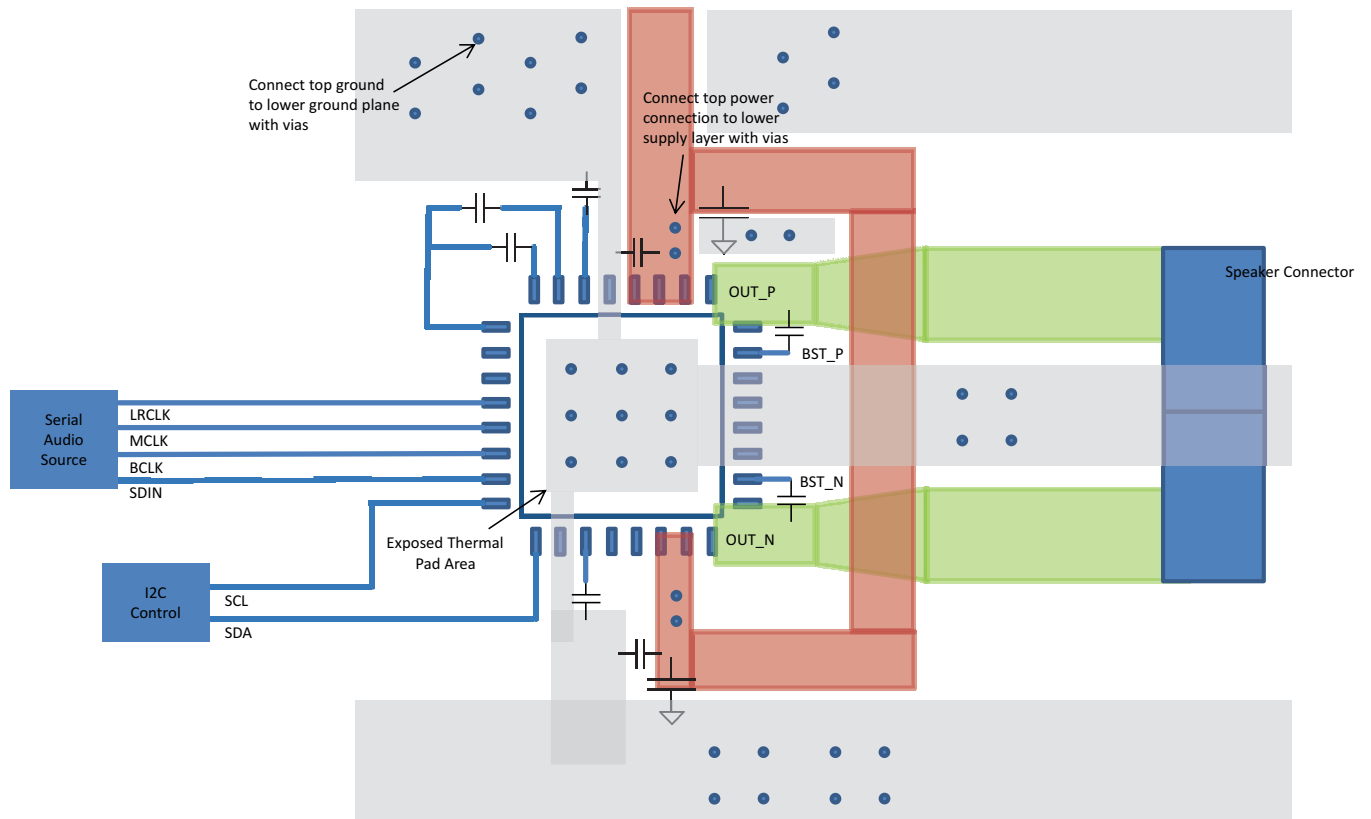 Connect top ground
to lower ground plane
with vias
Connect top power
connection to lower
supply layer with vias
OUT_P
Speaker Connector
BST_P
Serial
Audio
Source
LRCLK
MCLK
BCLK
SDIN
BST_N
OUT_N
Exposed Thermal
Pad Area
I2C
Control
SCL
SDA